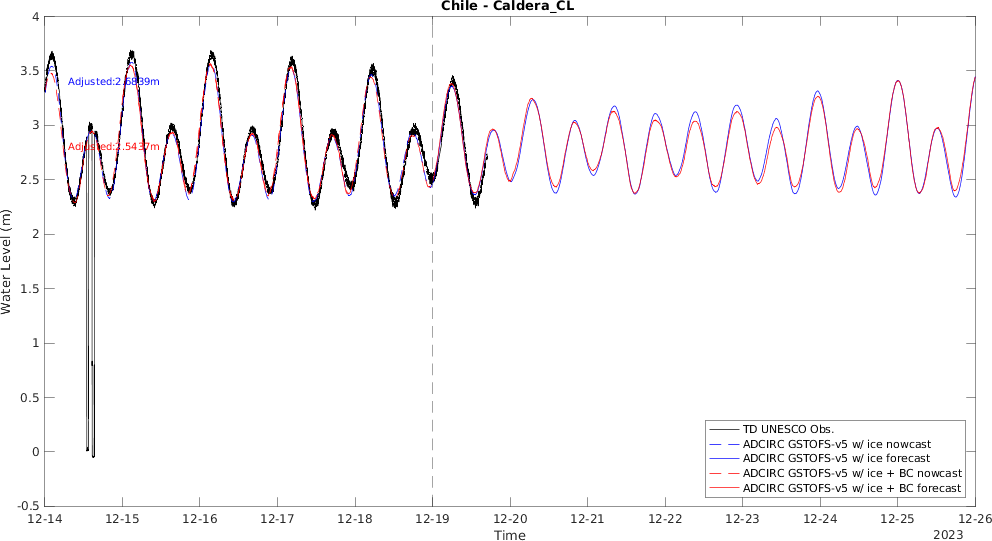 Chile - Caldera_CL
4
3.5
3
2.5
2
1.5
1
0.5
0
-0.5
Water Level (m)
Adjusted:2.6839m
Adjusted:2.5437m
TD UNESCO Obs.
ADCIRC GSTOFS-v5 w/ ice nowcast
ADCIRC GSTOFS-v5 w/ ice forecast
ADCIRC GSTOFS-v5 w/ ice + BC nowcast
ADCIRC GSTOFS-v5 w/ ice + BC forecast
12-14 12-15 12-16 12-17 12-18 12-19 12-20 12-21 12-22 12-23 12-24 12-25 12-26
Time
2023